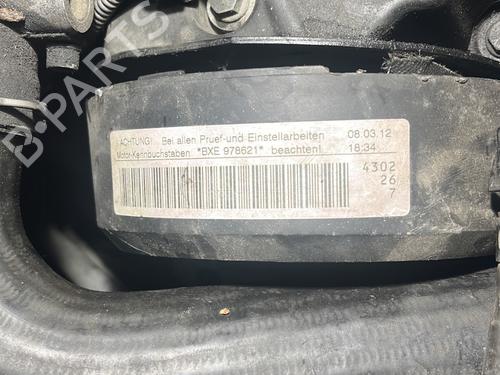 ACHTUNG! Bei allen Pruef-und Einstellarbeiten 08.03.12
Motor-Kennbuchstaben *BXE 978621* beachten! 18:34
4302
26
7
B-PARTS